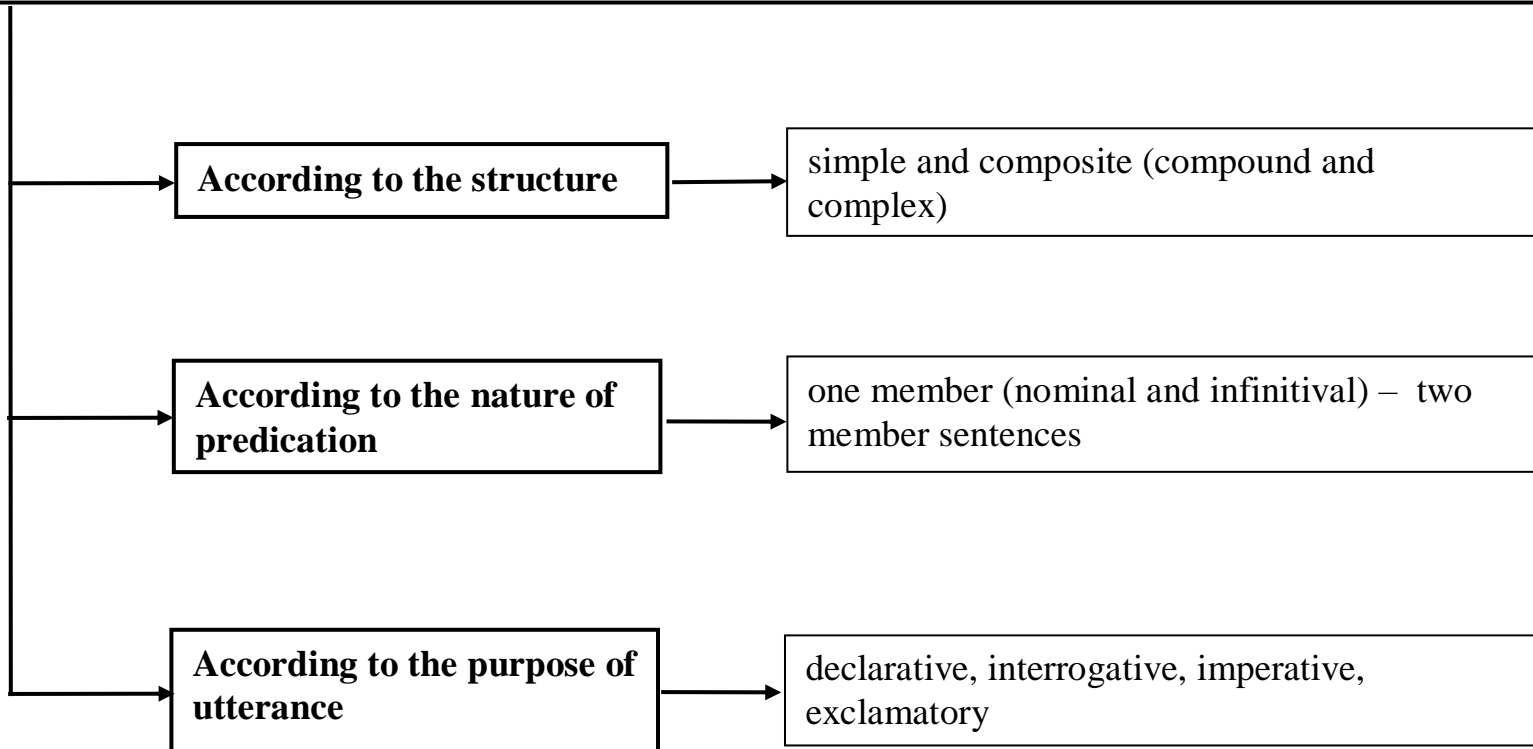 According to the structure
simple and composite (compound and
complex)
According to the nature of
predication
one member (nominal and infinitival) – two
member sentences
According to the purpose of
utterance
declarative, interrogative, imperative,
exclamatory